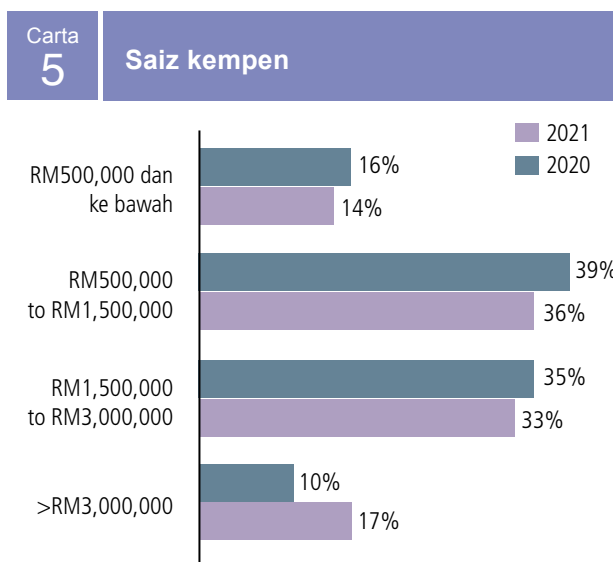 Carta
5
Saiz kempen
2021
2020
RM500,000 dan
ke bawah
16%
14%
RM500,000
to RM1,500,000
39%
36%
RM1,500,000
to RM3,000,000
35%
33%
>RM3,000,000
10%
17%